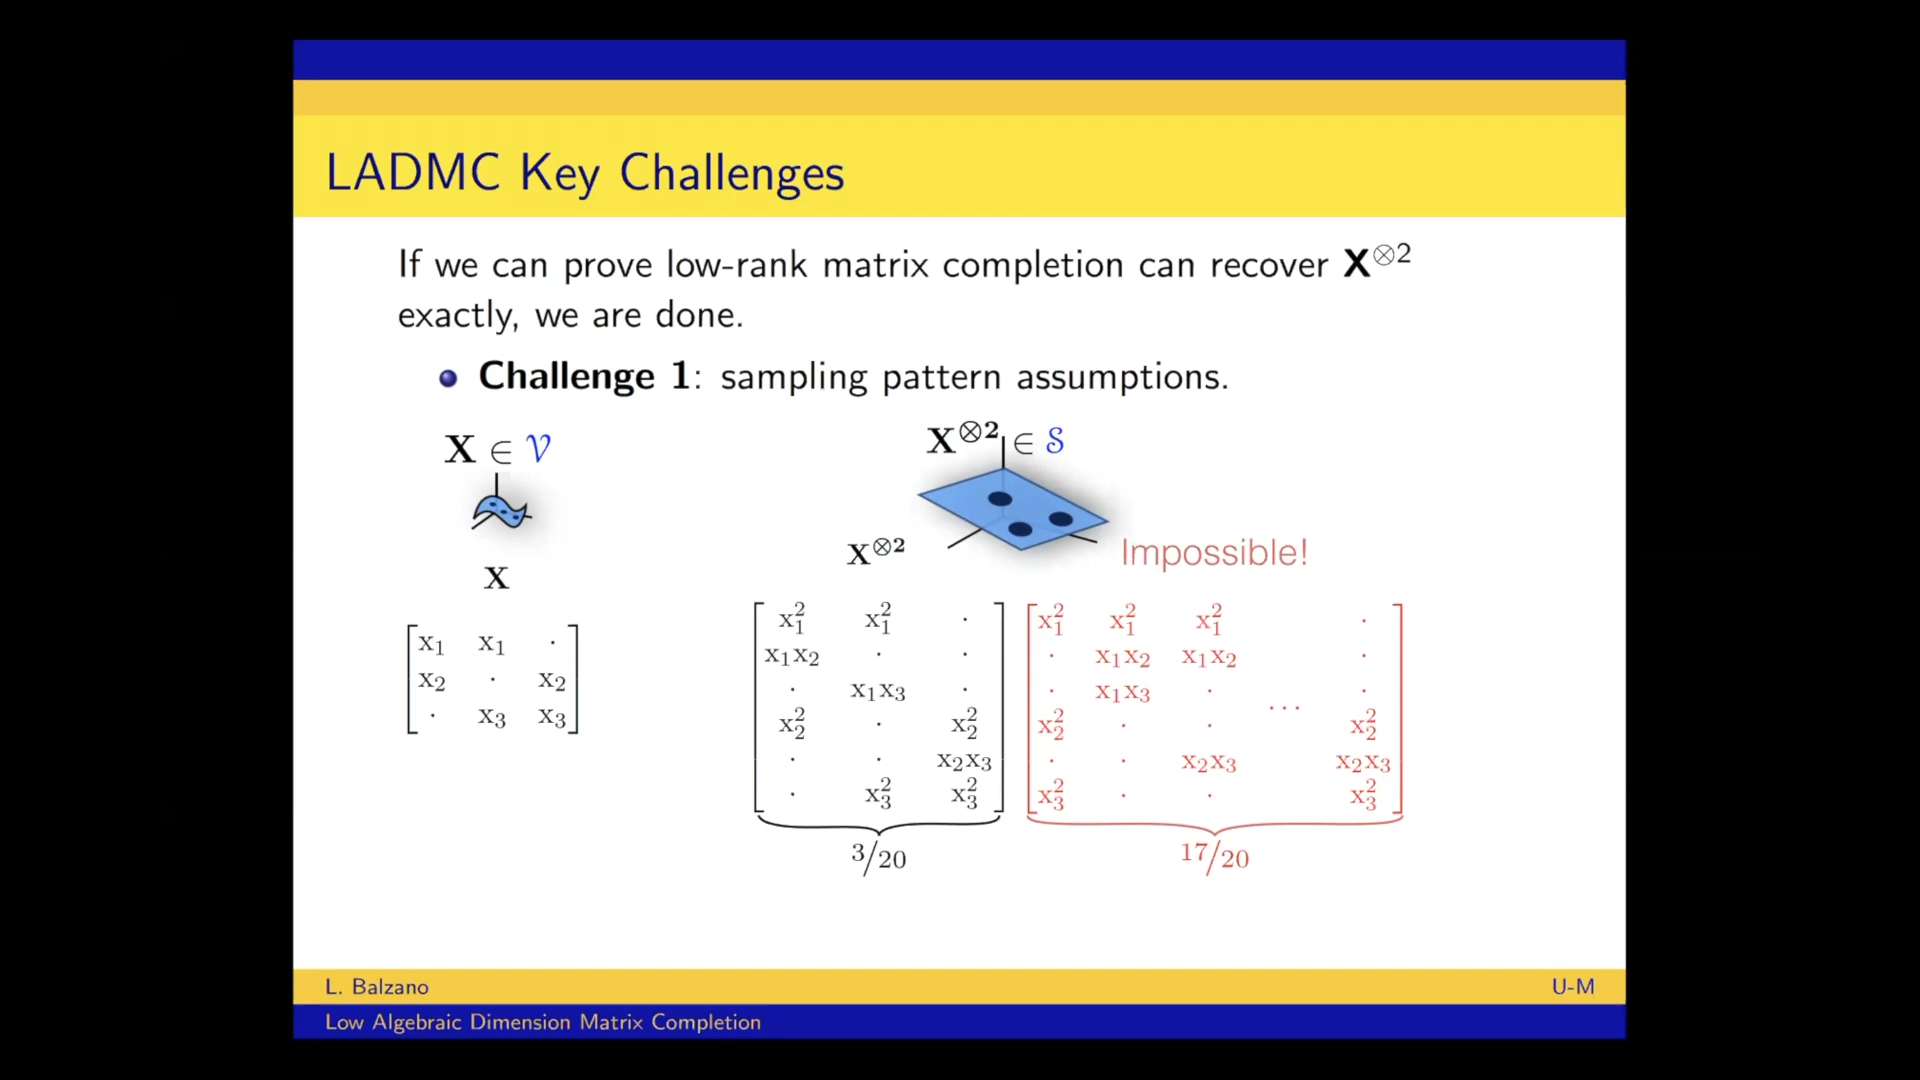 LADMC Key Challenges
If we can prove low-rank matrix completion can recover X⊗2
exactly, we are done.
Challenge 1: sampling pattern assumptions.
X ∈ 𝒱
X⊗2 ∈ 𝒮
X⊗2
Impossible!
X
x1 x1 ·
x2 · x2
· x3 x3
x1² x1² ·
x1x2 · ·
· x1x3 ·
x2² · x2²
· · x2x3
· x3² x3²
3/20
x1² x1² x1² ·
· x1x2 x1x2 ·
· x1x3 · ·
...
x2² · · x2²
· · x2x3 x2x3
x3² · · x3²
17/20
L. Balzano
U-M
Low Algebraic Dimension Matrix Completion